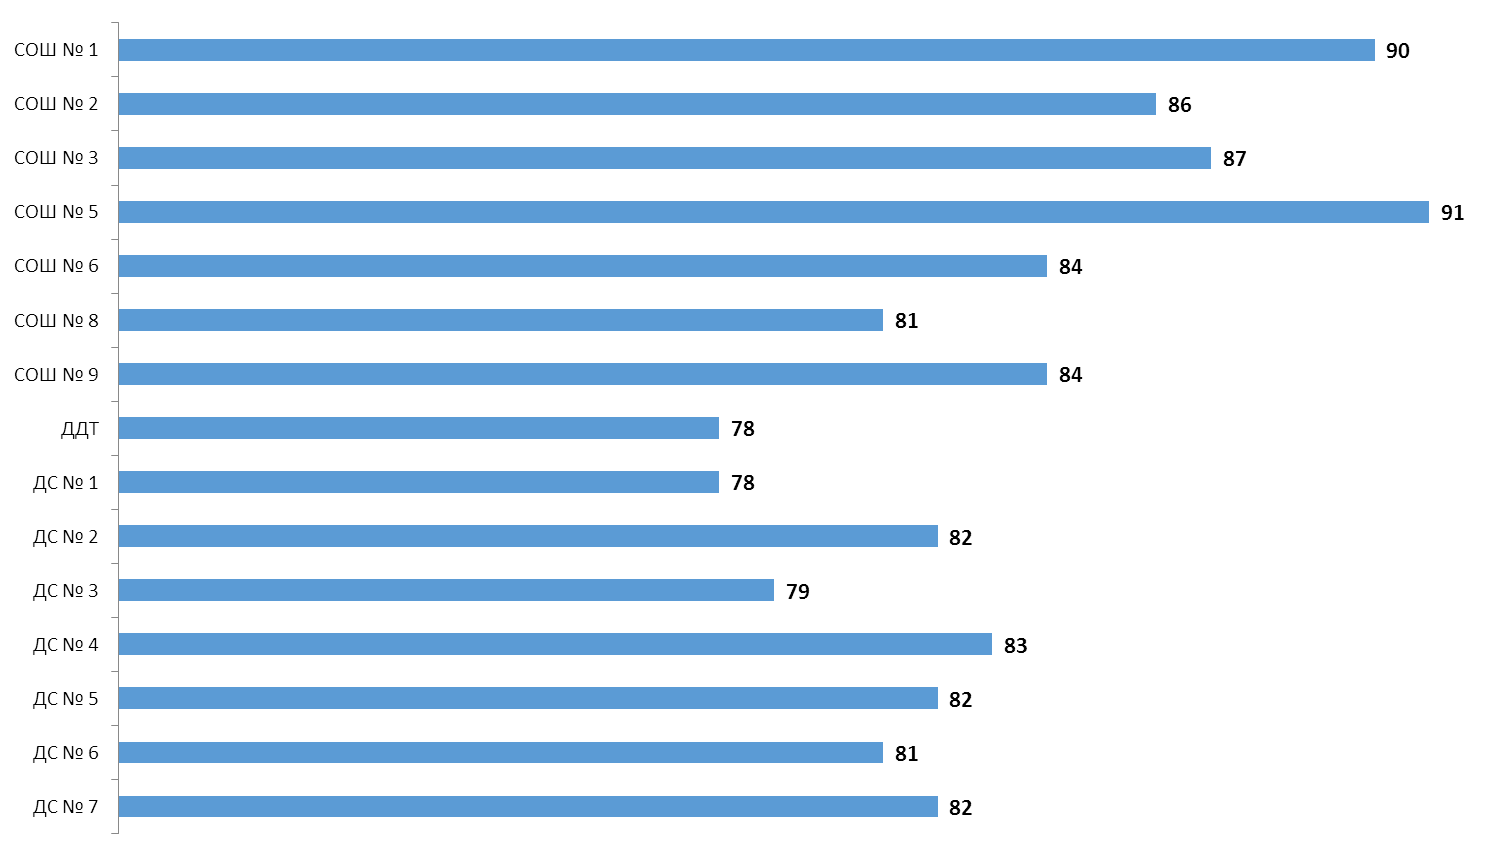 СОШ № 1 90
СОШ № 2 86
СОШ № 3 87
СОШ № 5 91
СОШ № 6 84
СОШ № 8 81
СОШ № 9 84
ДДТ 78
ДС № 1 78
ДС № 2 82
ДС № 3 79
ДС № 4 83
ДС № 5 82
ДС № 6 81
ДС № 7 82